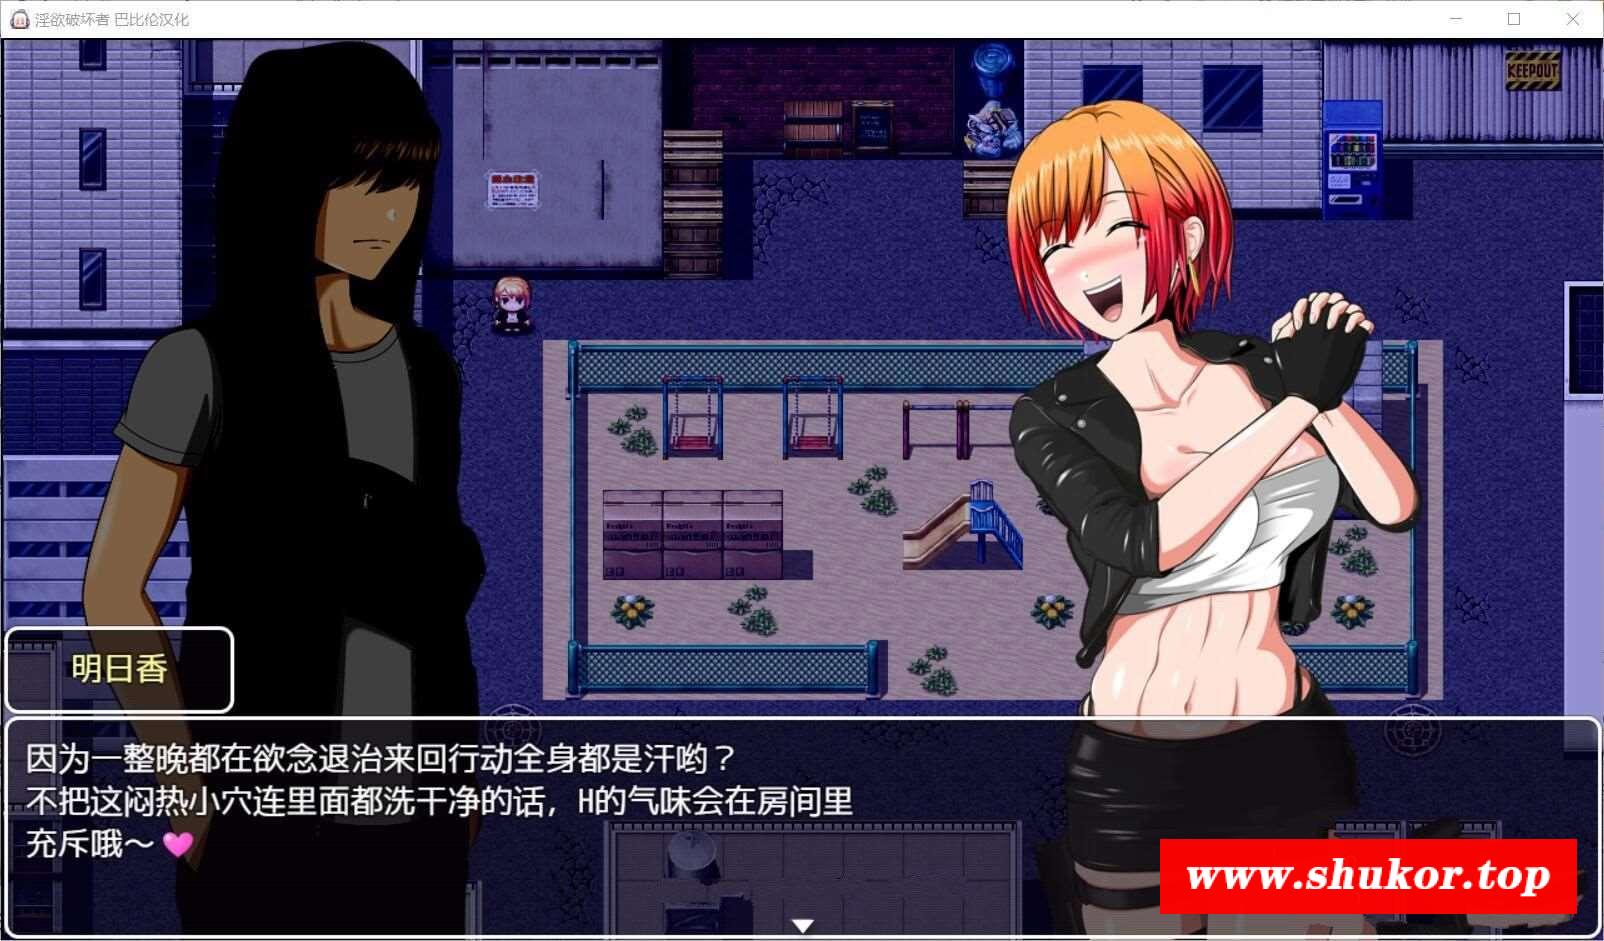 淫欲破坏者 巴比伦汉化
KEEPOUT
明日香
因为一整晚都在欲念退治来回行动全身都是汗哟？
不把这闷热小穴连里面都洗干净的话，H的气味会在房间里
充斥哦～
www.shukor.top